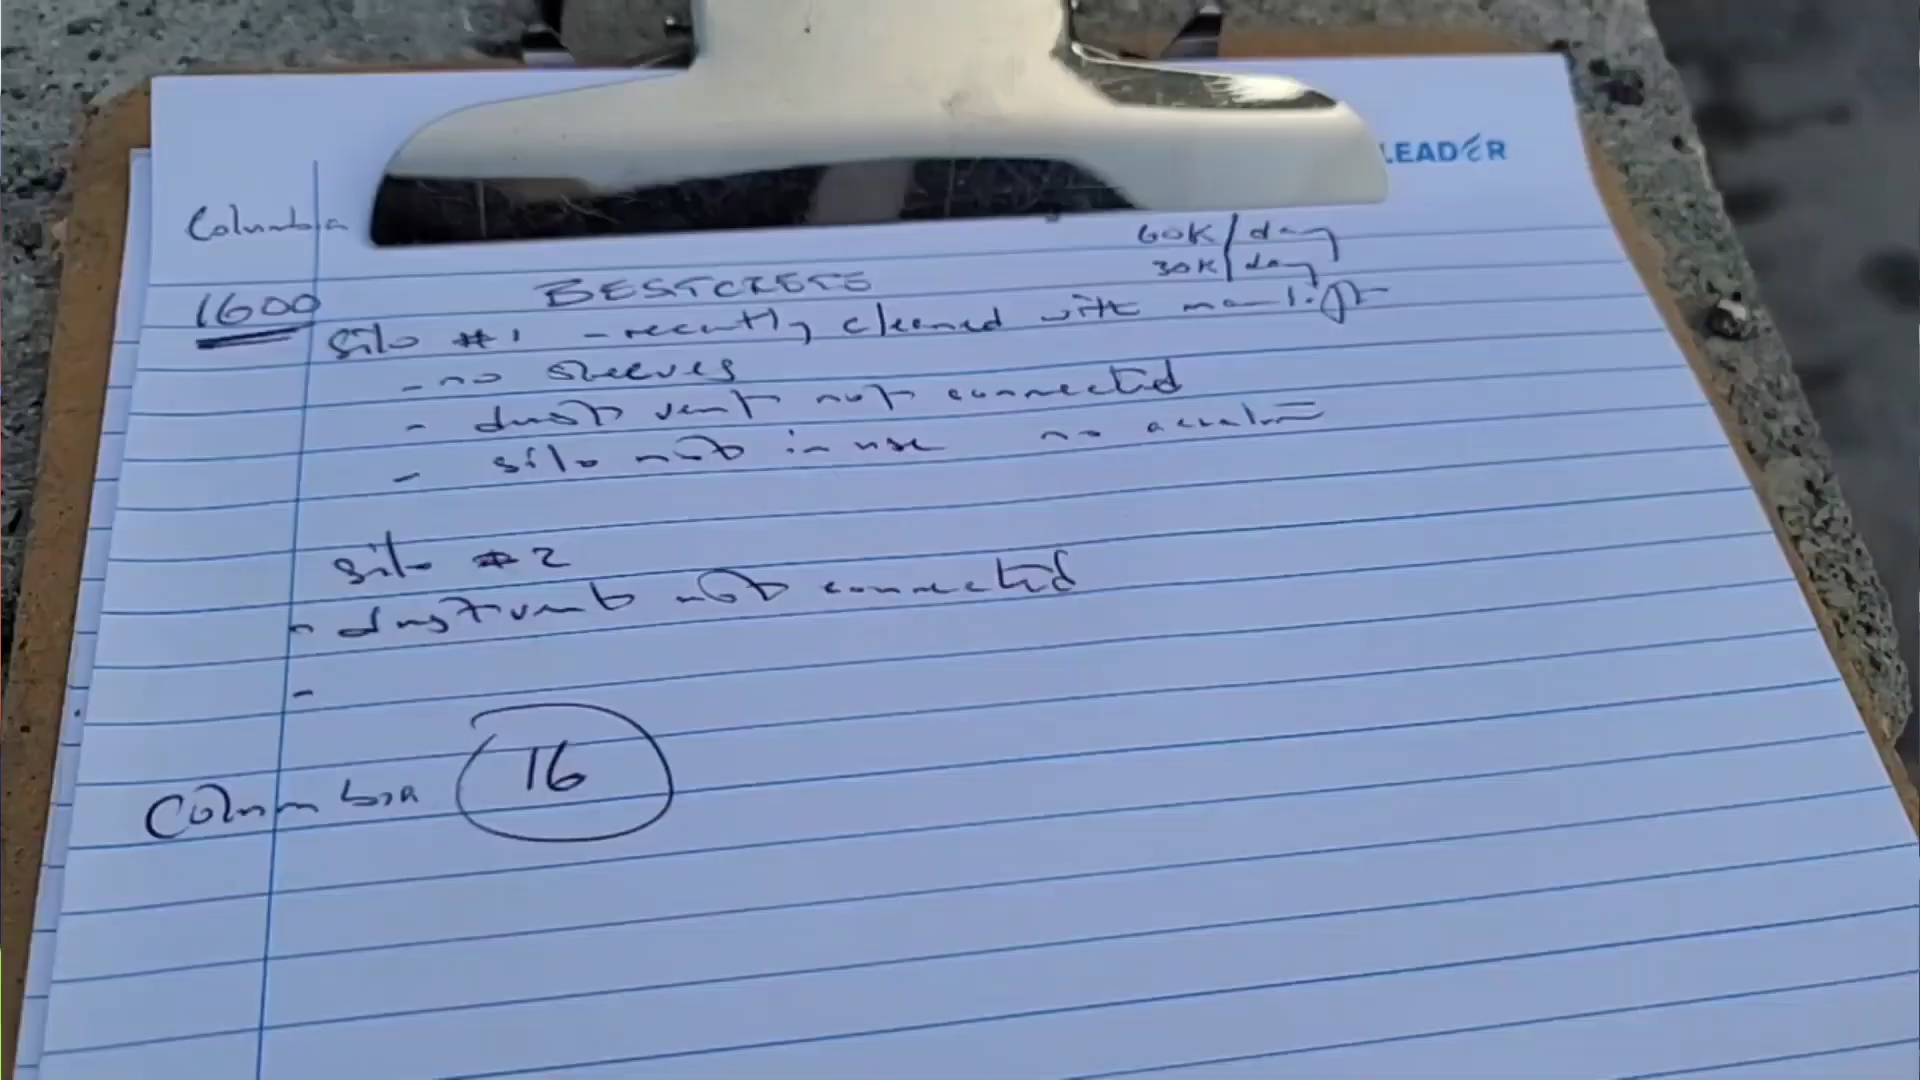 LEADER
Columbia
60K/day
30K/day
BESTCRETE
1600
Silo #1 - recently cleaned with manlift
- no sleeves
- dust vent not connected
- silo not in use no
Silo #2
- dust vent not connected
-
Columbia 16